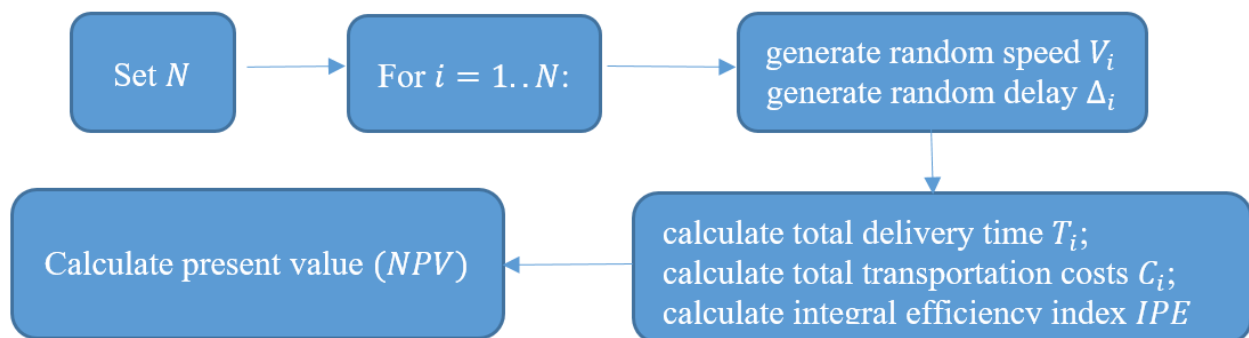 Set N
For i = 1..N:
generate random speed V_i
generate random delay Δ_i
calculate total delivery time T_i;
calculate total transportation costs C_i;
calculate integral efficiency index IPE
Calculate present value (NPV)